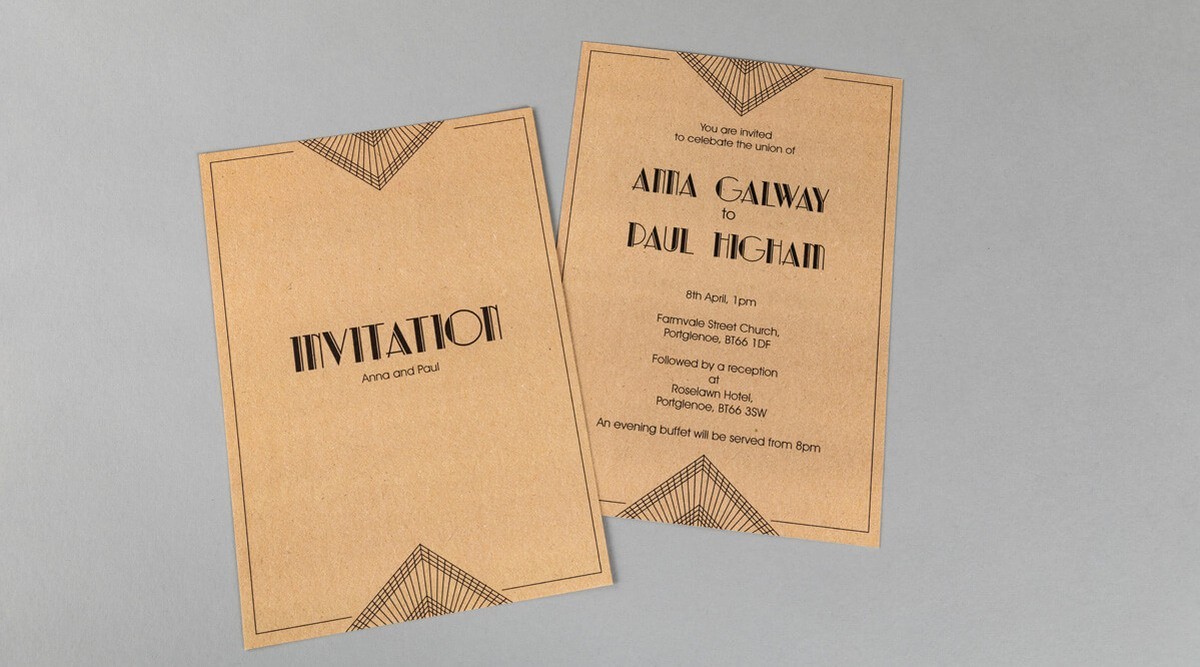 INVITATION
Anna and Paul
You are invited
to celebrate the union of
ANNA GALWAY
to
PAUL HIGHAM
8th April, 1pm
Farmvale Street Church,
Portglenoe, BT66 1DF
Followed by a reception
at
Roselawn Hotel,
Portglenoe, BT66 3SW
An evening buffet will be served from 8pm